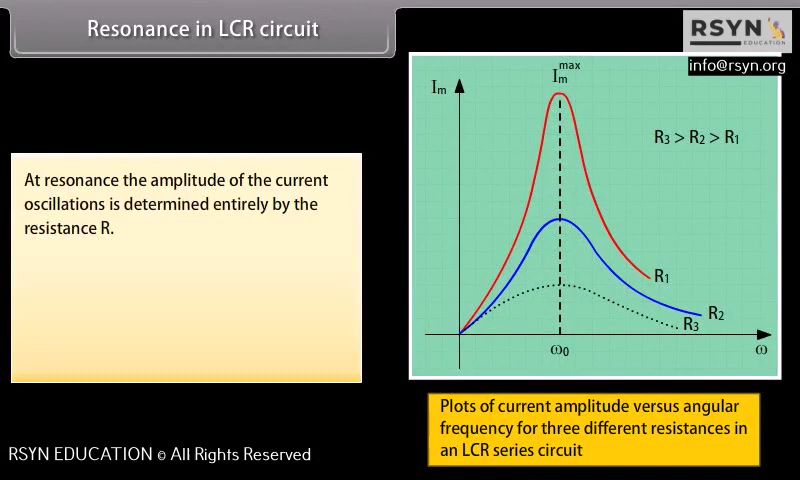 Resonance in LCR circuit
RSYN
EDUCATION
info@rsyn.org
At resonance the amplitude of the current
oscillations is determined entirely by the
resistance R.
Iₘ
Iₘᵐᵃˣ
R₃ > R₂ > R₁
R₁
R₂
R₃
ω₀
ω
Plots of current amplitude versus angular
frequency for three different resistances in
an LCR series circuit
RSYN EDUCATION © All Rights Reserved